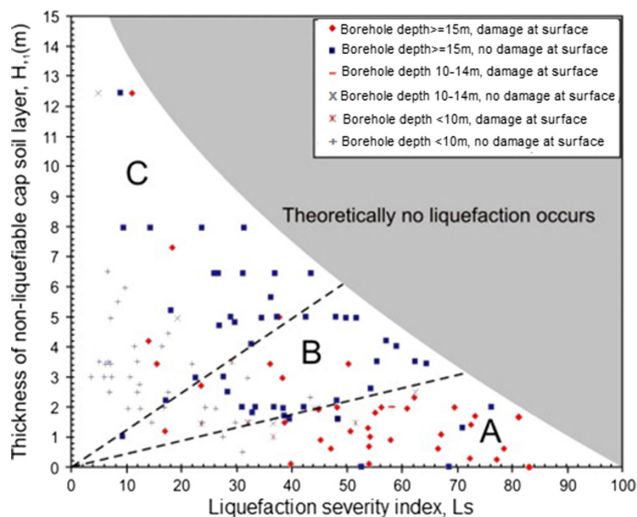 15
14
13
12
11
10
9
8
7
6
5
4
3
2
1
0
Thickness of non-liquefiable cap soil layer, H,1(m)
Borehole depth>=15m, damage at surface
Borehole depth>=15m, no damage at surface
Borehole depth 10-14m, damage at surface
Borehole depth 10-14m, no damage at surface
Borehole depth <10m, damage at surface
Borehole depth <10m, no damage at surface
C
Theoretically no liquefaction occurs
B
A
0 10 20 30 40 50 60 70 80 90 100
Liquefaction severity index, Ls